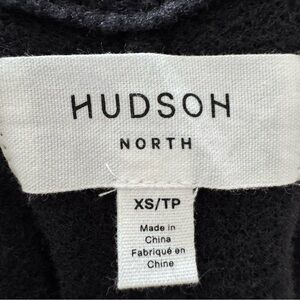 HUDSON
NORTH
XS/TP
Made in
China
Fabriqué en
Chine